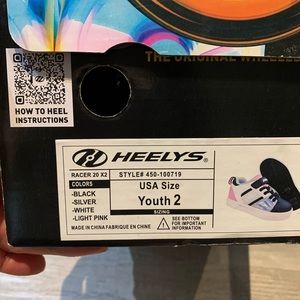 THE ORIGINAL
HOW TO HEEL
INSTRUCTIONS
HEELYS
RACER 20 X2
STYLE# 450-100719
COLORS
-BLACK
-SILVER
-WHITE
-LIGHT PINK
USA Size
Youth 2
SIZING
SEE BOTTOM
FOR IMPORTANT
INFORMATION
MADE IN CHINA FABRIQUE EN CHINE